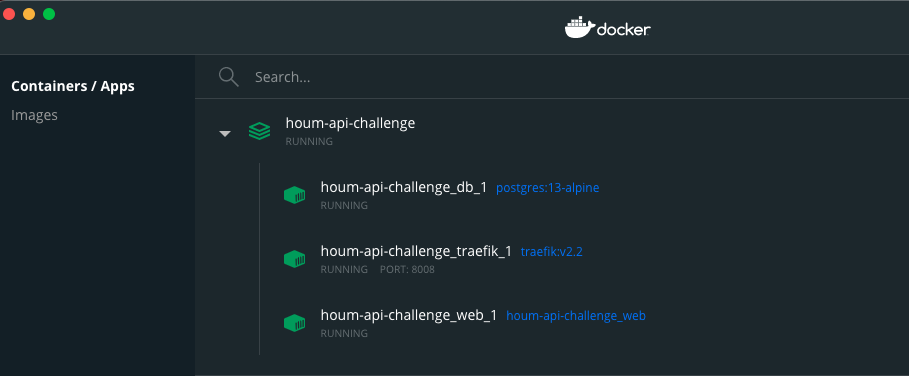 docker
Containers / Apps
Images
Search...
houm-api-challenge
RUNNING
houm-api-challenge_db_1 postgres:13-alpine
RUNNING
houm-api-challenge_traefik_1 traefik:v2.2
RUNNING PORT: 8008
houm-api-challenge_web_1 houm-api-challenge_web
RUNNING